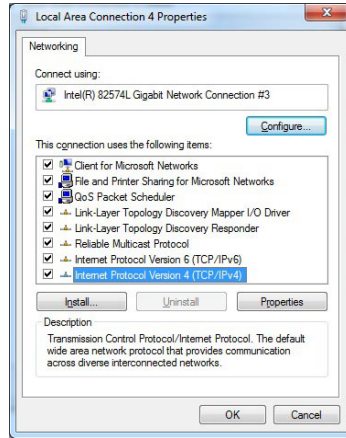 Local Area Connection 4 Properties
Networking
Connect using:
Intel(R) 82574L Gigabit Network Connection #3
Configure...
This connection uses the following items:
Client for Microsoft Networks
File and Printer Sharing for Microsoft Networks
QoS Packet Scheduler
Link-Layer Topology Discovery Mapper I/O Driver
Link-Layer Topology Discovery Responder
Reliable Multicast Protocol
Internet Protocol Version 6 (TCP/IPv6)
Internet Protocol Version 4 (TCP/IPv4)
Install... Uninstall Properties
Description
Transmission Control Protocol/Internet Protocol. The default
wide area network protocol that provides communication
across diverse interconnected networks.
OK Cancel